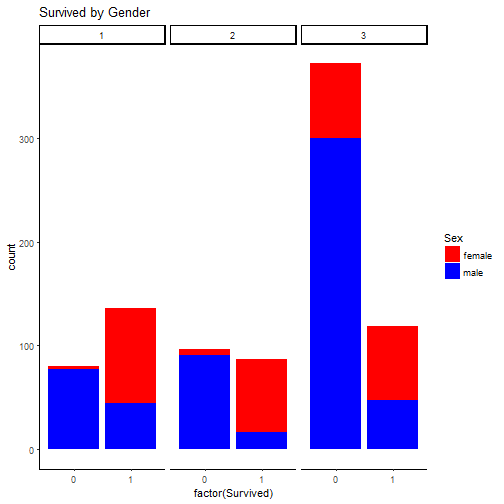 Survived by Gender
1 2 3
300
200
100
0
count
0 1 0 1 0 1
factor(Survived)
Sex
female
male